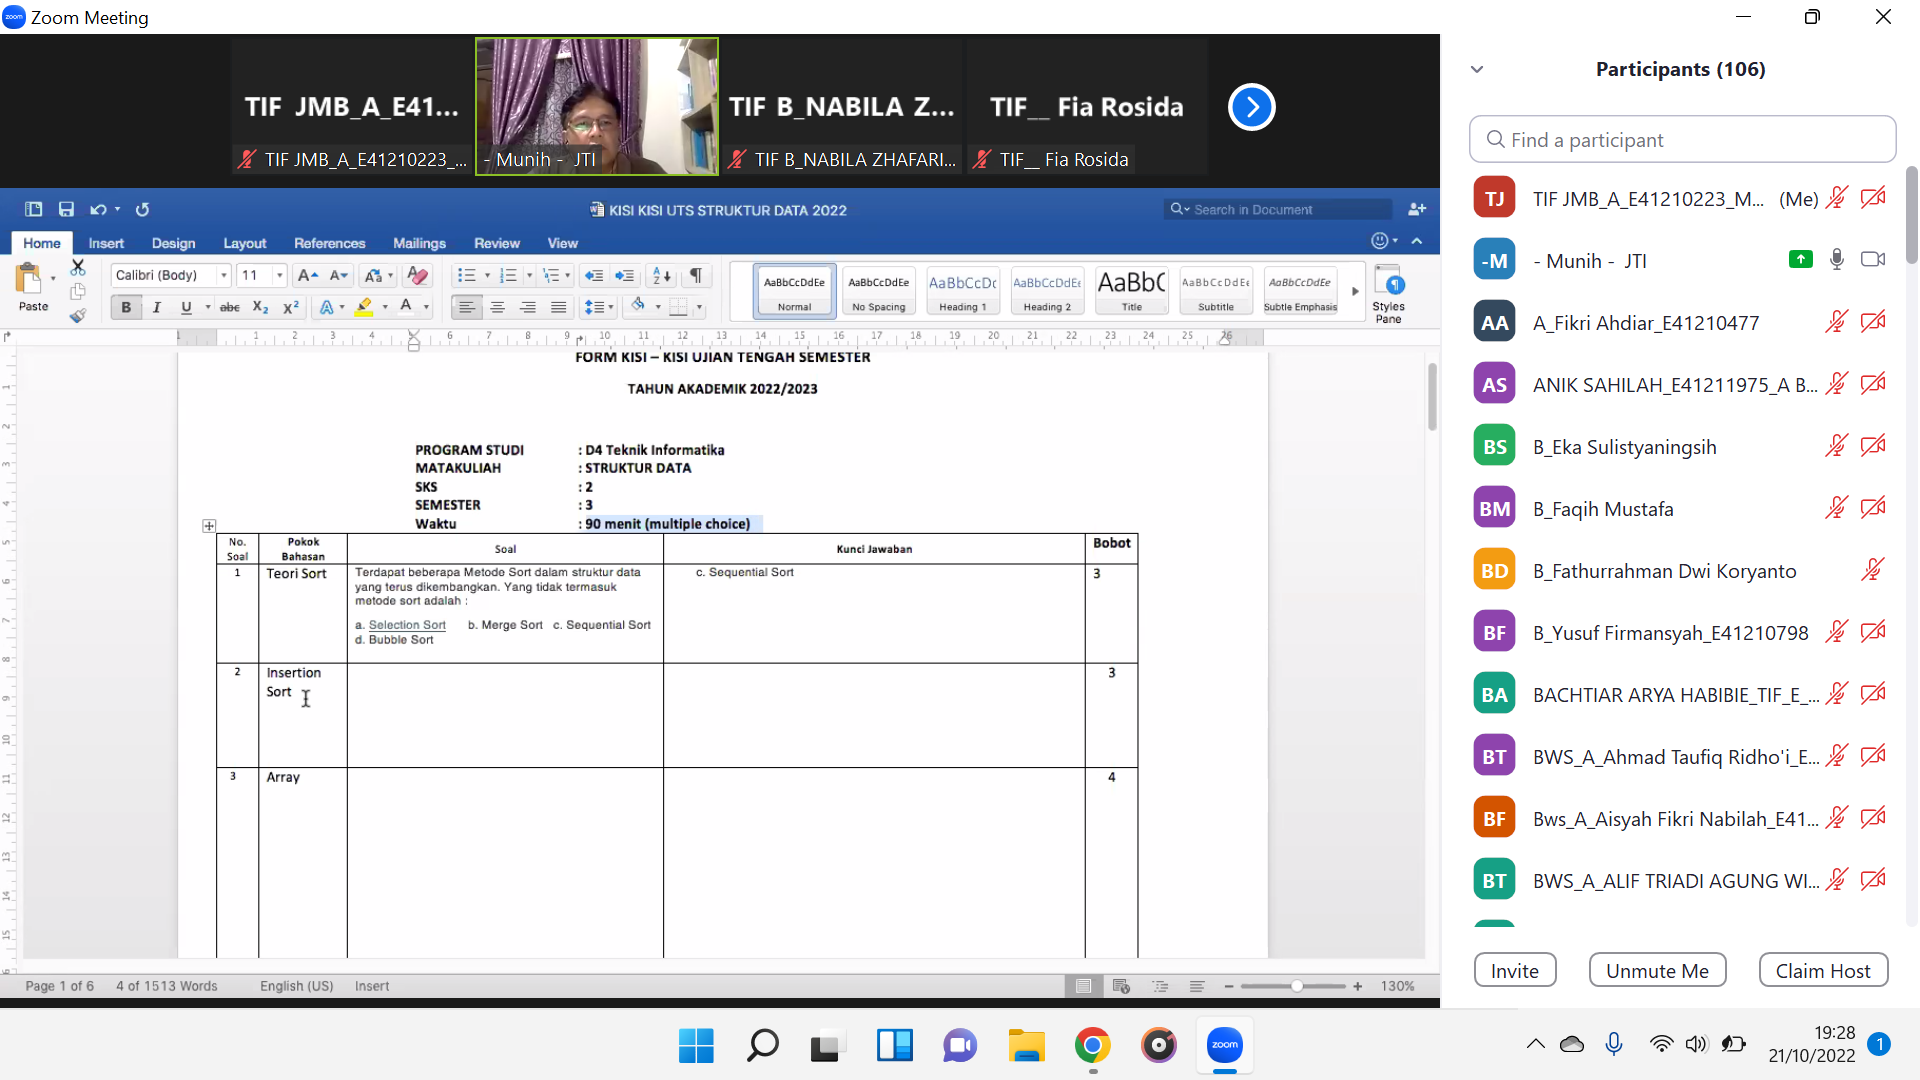 zoom Zoom Meeting
TIF JMB_A_E41...
TIF B_NABILA Z...
TIF__ Fia Rosida
TIF JMB_A_E41210223_...
- Munih - JTI
TIF B_NABILA ZHAFARI...
TIF__ Fia Rosida
KISI KISI UTS STRUKTUR DATA 2022
Search in Document
Home Insert Design Layout References Mailings Review View
Paste
Calibri (Body) 11
AaBbCcDdEe AaBbCcDdEe AaBbCcDc AaBbCcDdEe AaBbC AaBbCcDdEe AaBbCcDdEe
Normal No Spacing Heading 1 Heading 2 Title Subtitle Subtle Emphasis
Styles
Pane
FORM KISI – KISI UJIAN TENGAH SEMESTER
TAHUN AKADEMIK 2022/2023
PROGRAM STUDI : D4 Teknik Informatika
MATAKULIAH : STRUKTUR DATA
SKS : 2
SEMESTER : 3
Waktu : 90 menit (multiple choice)
No. Soal Pokok Bahasan Soal Kunci Jawaban Bobot
1 Teori Sort Terdapat beberapa Metode Sort dalam struktur data c. Sequential Sort 3
yang terus dikembangkan. Yang tidak termasuk
metode sort adalah :
a. Selection Sort b. Merge Sort c. Sequential Sort
d. Bubble Sort
2 Insertion 3
Sort
3 Array 4
Page 1 of 6 4 of 1513 Words English (US) Insert 130%
Participants (106)
Find a participant
TJ TIF JMB_A_E41210223_M... (Me)
-M - Munih - JTI
AA A_Fikri Ahdiar_E41210477
AS ANIK SAHILAH_E41211975_A B...
BS B_Eka Sulistyaningsih
BM B_Faqih Mustafa
BD B_Fathurrahman Dwi Koryanto
BF B_Yusuf Firmansyah_E41210798
BA BACHTIAR ARYA HABIBIE_TIF_E_...
BT BWS_A_Ahmad Taufiq Ridho'i_E...
BF Bws_A_Aisyah Fikri Nabilah_E41...
BT BWS_A_ALIF TRIADI AGUNG WI...
Invite Unmute Me Claim Host
zoom
19:28
21/10/2022
1